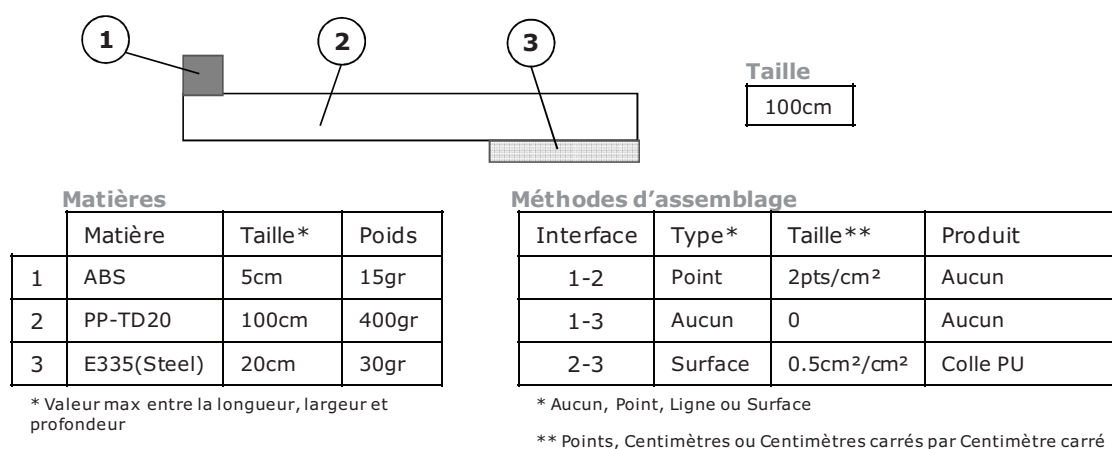 1
2
3
Taille
100cm
Matières
Matière Taille* Poids
1 ABS 5cm 15gr
2 PP-TD20 100cm 400gr
3 E335(Steel) 20cm 30gr
* Valeur max entre la longueur, largeur et
profondeur
Méthodes d’assemblage
Interface Type* Taille** Produit
1-2 Point 2pts/cm² Aucun
1-3 Aucun 0 Aucun
2-3 Surface 0.5cm²/cm² Colle PU
* Aucun, Point, Ligne ou Surface
** Points, Centimètres ou Centimètres carrés par Centimètre carré